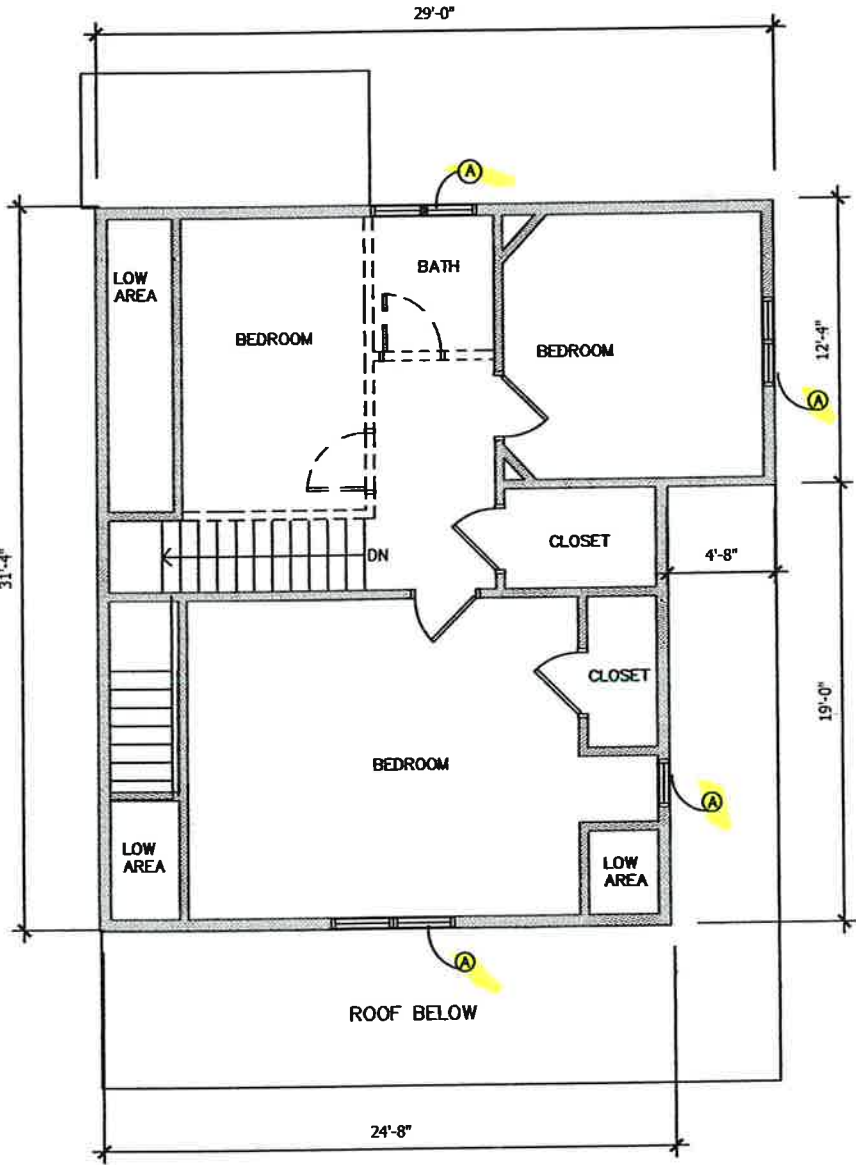 29'-0"
A
LOW
AREA
BATH
BEDROOM
BEDROOM
12'-4"
A
31'-4"
DN
CLOSET
4'-8"
CLOSET
19'-0"
BEDROOM
A
LOW
AREA
LOW
AREA
A
ROOF BELOW
24'-8"